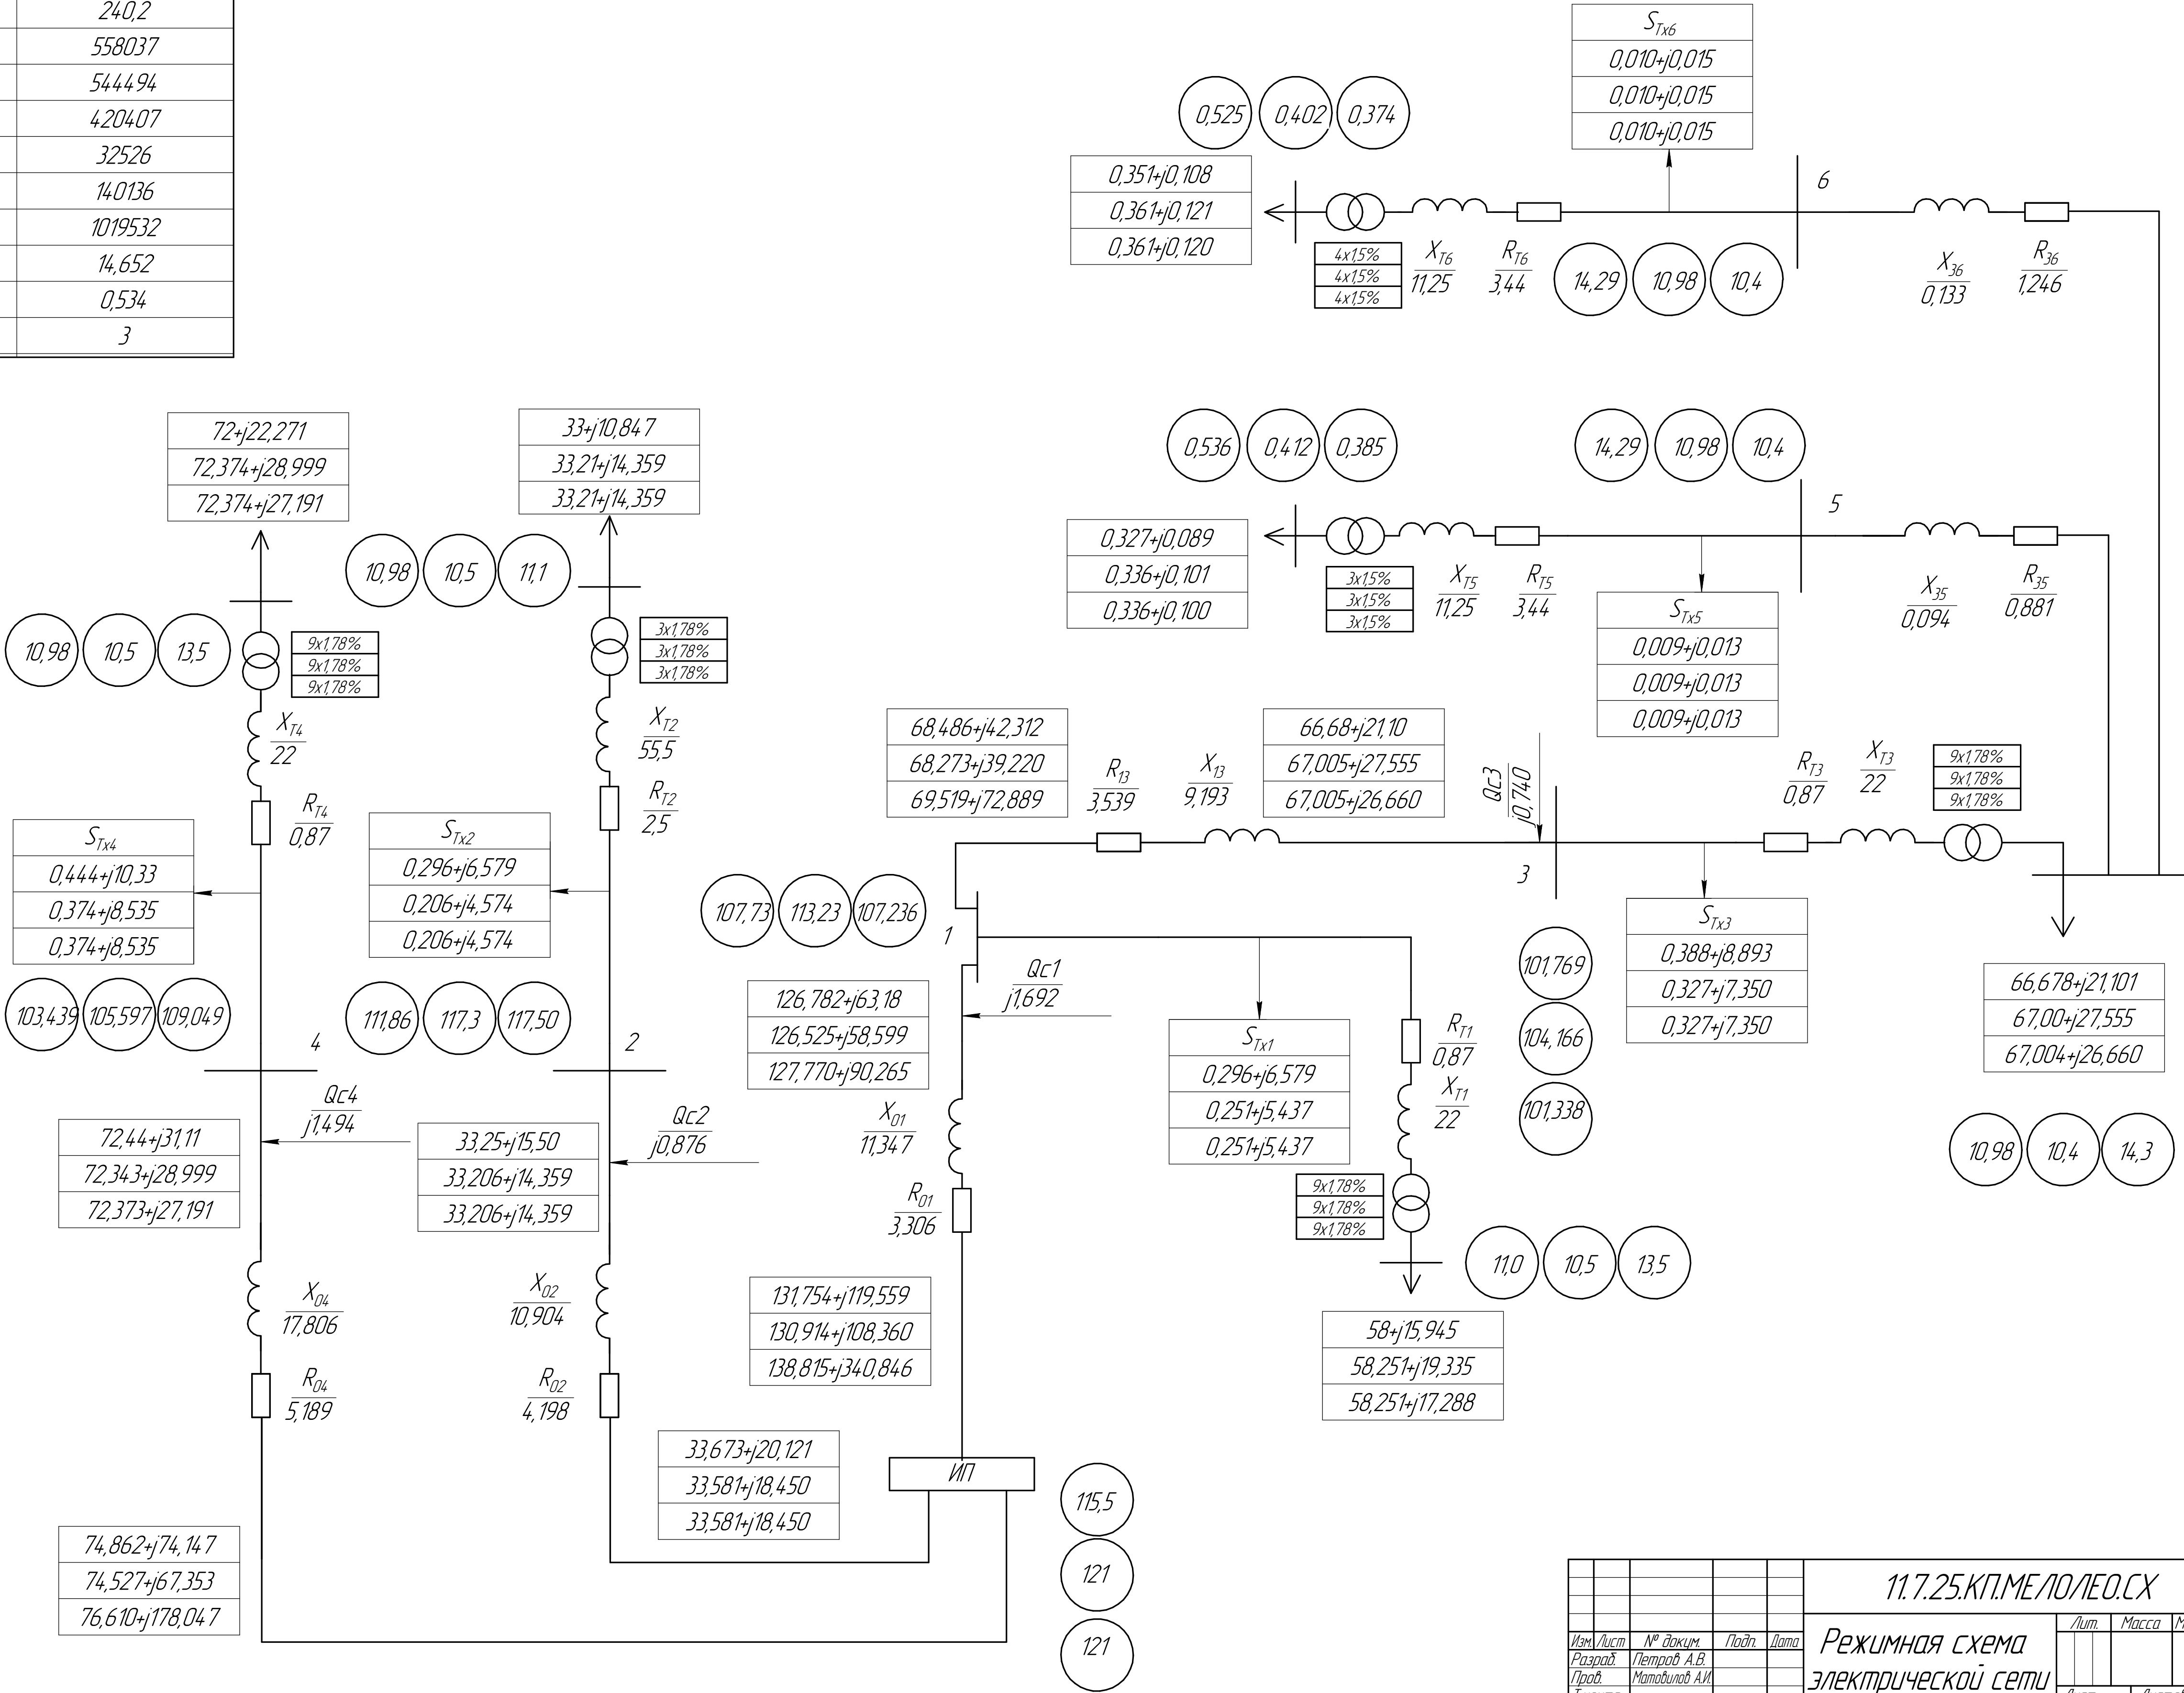 240,2
558037
544494
420407
32526
140136
1019532
14,652
0,534
3
S_Tx6
0,010+j0,015
0,010+j0,015
0,010+j0,015
0,525 0,402 0,374
0,351+j0,108
0,361+j0,121
0,361+j0,120
4x1,5%
4x1,5%
4x1,5%
X_T6
11,25
R_T6
3,44
14,29 10,98 10,4
6
X_36
0,133
R_36
1,246
0,536 0,412 0,385
14,29 10,98 10,4
0,327+j0,089
0,336+j0,101
0,336+j0,100
3x1,5%
3x1,5%
3x1,5%
X_T5
11,25
R_T5
3,44
5
X_35
0,094
R_35
0,881
S_Tx5
0,009+j0,013
0,009+j0,013
0,009+j0,013
72+j22,271
72,374+j28,999
72,374+j27,191
33+j10,847
33,21+j14,359
33,21+j14,359
10,98 10,5 11,1
10,98 10,5 13,5
9x1,78%
9x1,78%
9x1,78%
3x1,78%
3x1,78%
3x1,78%
X_T4
22
X_T2
55,5
R_T4
0,87
R_T2
2,5
S_Tx4
0,444+j10,33
0,374+j8,535
0,374+j8,535
S_Tx2
0,296+j6,579
0,206+j4,574
0,206+j4,574
103,439 105,597 109,049
111,86 117,3 117,50
4
2
Qc4
j1,494
Qc2
j0,876
72,44+j31,11
72,343+j28,999
72,373+j27,191
33,25+j15,50
33,206+j14,359
33,206+j14,359
X_04
17,806
X_02
10,904
R_04
5,189
R_02
4,198
74,862+j74,147
74,527+j67,353
76,610+j178,047
33,673+j20,121
33,581+j18,450
33,581+j18,450
68,486+j42,312
68,273+j39,220
69,519+j72,889
R_13
3,539
X_13
9,193
66,68+j21,10
67,005+j27,555
67,005+j26,660
Qc3
j0,740
R_T3
0,87
X_T3
22
9x1,78%
9x1,78%
9x1,78%
3
107,73 113,23 107,236
1
S_Tx3
0,388+j8,893
0,327+j7,350
0,327+j7,350
101,769
104,166
101,338
66,678+j21,101
67,00+j27,555
67,004+j26,660
10,98 10,4 14,3
Qc1
j1,692
126,782+j63,18
126,525+j58,599
127,770+j90,265
S_Tx1
0,296+j6,579
0,251+j5,437
0,251+j5,437
R_T1
0,87
X_T1
22
X_01
11,347
R_01
3,306
9x1,78%
9x1,78%
9x1,78%
11,0 10,5 13,5
131,754+j119,559
130,914+j108,360
138,815+j340,846
58+j15,945
58,251+j19,335
58,251+j17,288
ИП
115,5
121
121
11.7.25.КП.МЕЛОЛЕО.СХ
Изм. Лист № докум. Подп. Дата
Разраб. Петров А.В.
Пров. Матовилов А.И.
Режимная схема
электрической сети
Лит. Масса